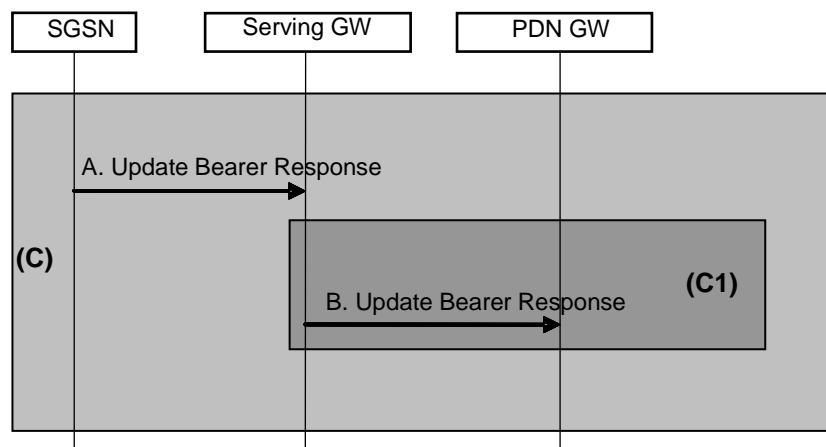 SGSN
Serving GW
PDN GW
A. Update Bearer Response
(C)
(C1)
B. Update Bearer Response